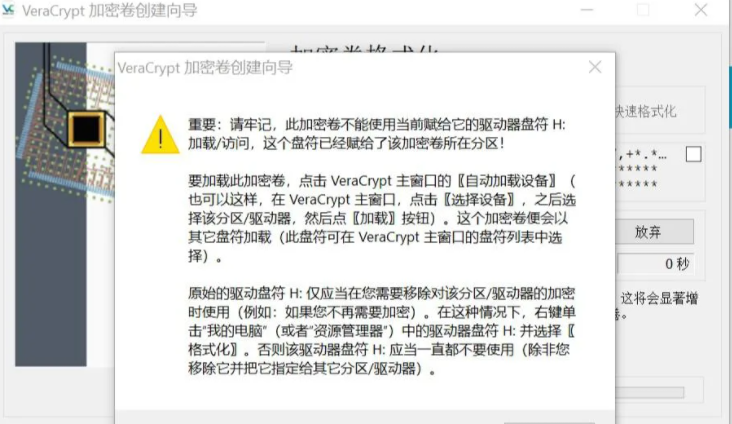 VeraCrypt 加密卷创建向导
VeraCrypt 加密卷创建向导
重要：请牢记，此加密卷不能使用当前赋给它的驱动器盘符 H:
加载/访问，这个盘符已经赋给了该加密卷所在分区！
要加载此加密卷，点击 VeraCrypt 主窗口的〖自动加载设备〗（
也可以这样，在 VeraCrypt 主窗口，点击〖选择设备〗，之后选
择该分区/驱动器，然后点〖加载〗按钮）。这个加密卷便会以
其它盘符加载（此盘符可在 VeraCrypt 主窗口的盘符列表中选
择）。
原始的驱动盘符 H: 仅应当在您需要移除对该分区/驱动器的加密
时使用（例如：如果您不再需要加密）。在这种情况下，右键单
击“我的电脑”（或者“资源管理器”）中的驱动器盘符 H: 并选择〖
格式化〗。否则该驱动器盘符 H: 应当一直都不要使用（除非您
移除它并把它指定给其它分区/驱动器）。
快速格式化
,+*.*...
*****
*****
放弃
0 秒
这将会显著增